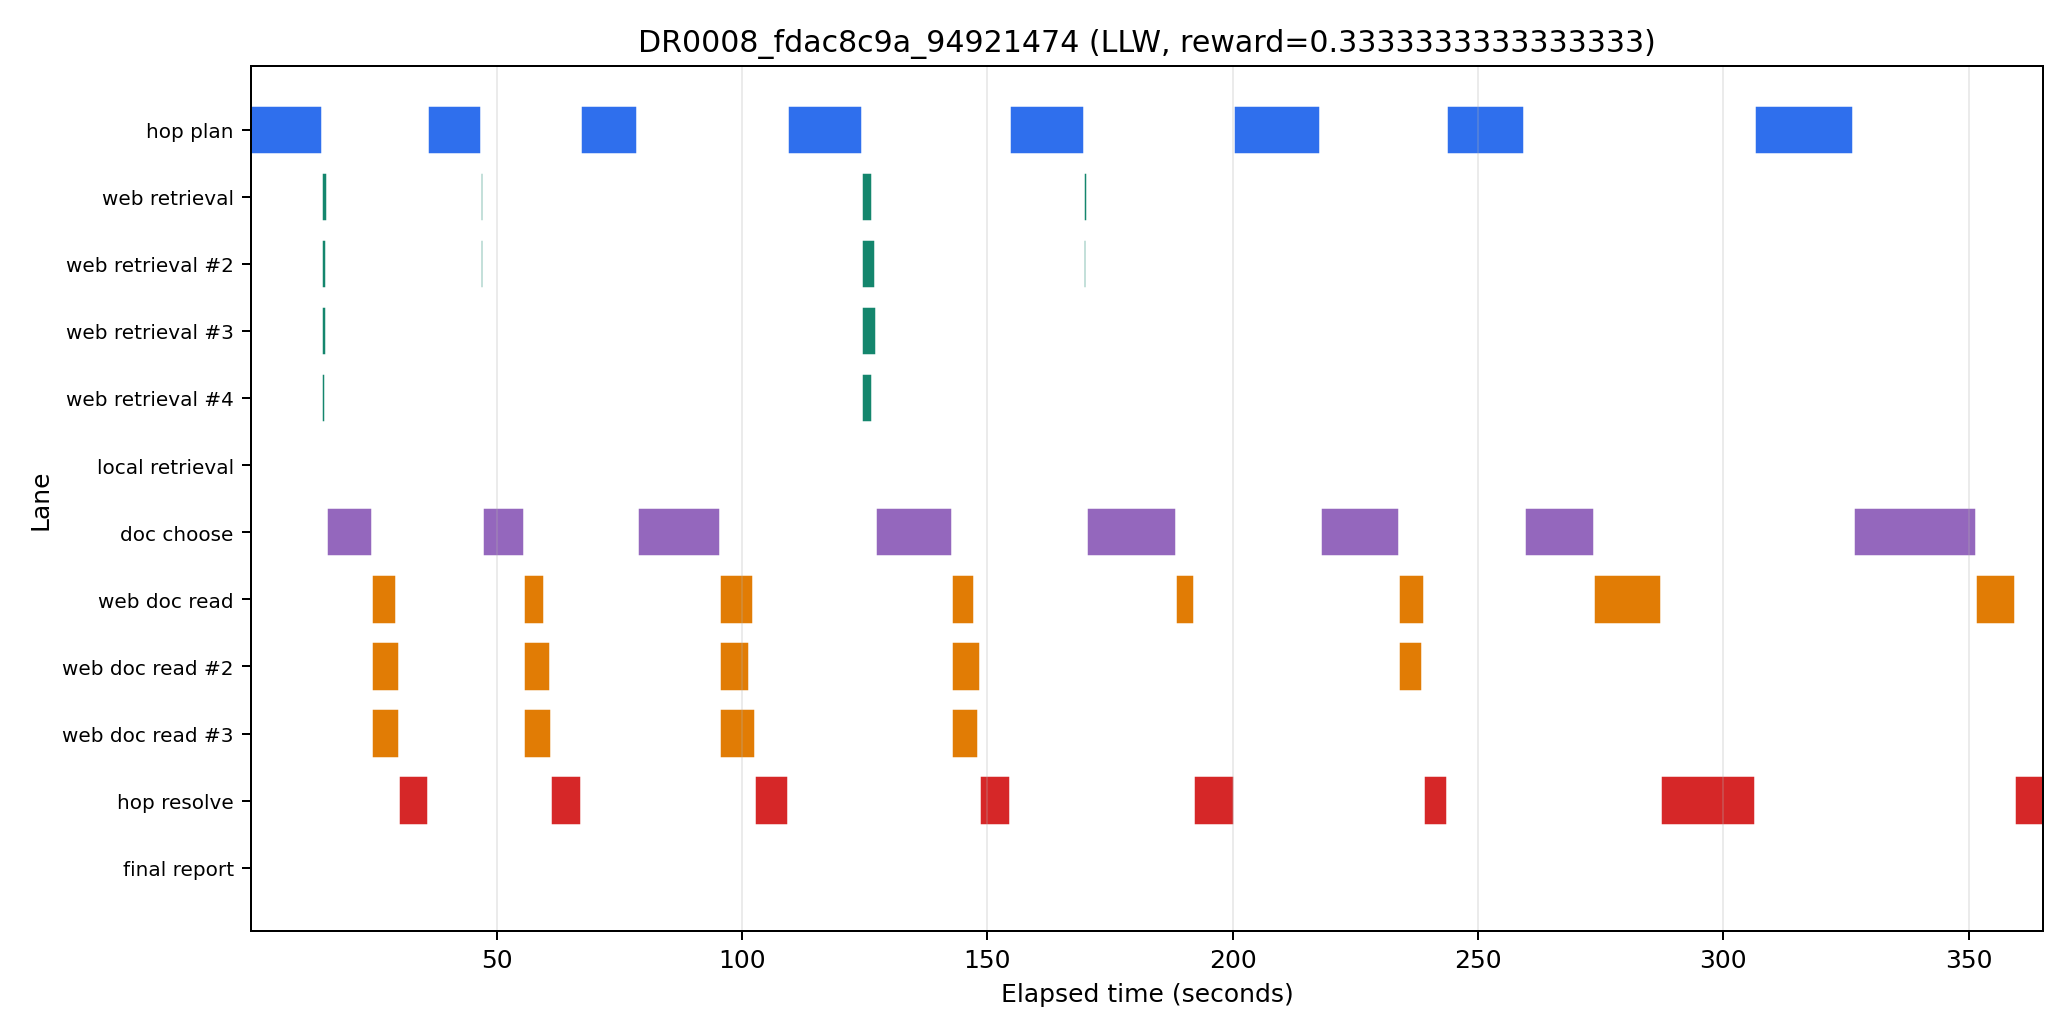 DR0008_fdac8c9a_94921474 (LLW, reward=0.3333333333333333)
hop plan
web retrieval
web retrieval #2
web retrieval #3
web retrieval #4
local retrieval
doc choose
web doc read
web doc read #2
web doc read #3
hop resolve
final report
Lane
50 100 150 200 250 300 350
Elapsed time (seconds)